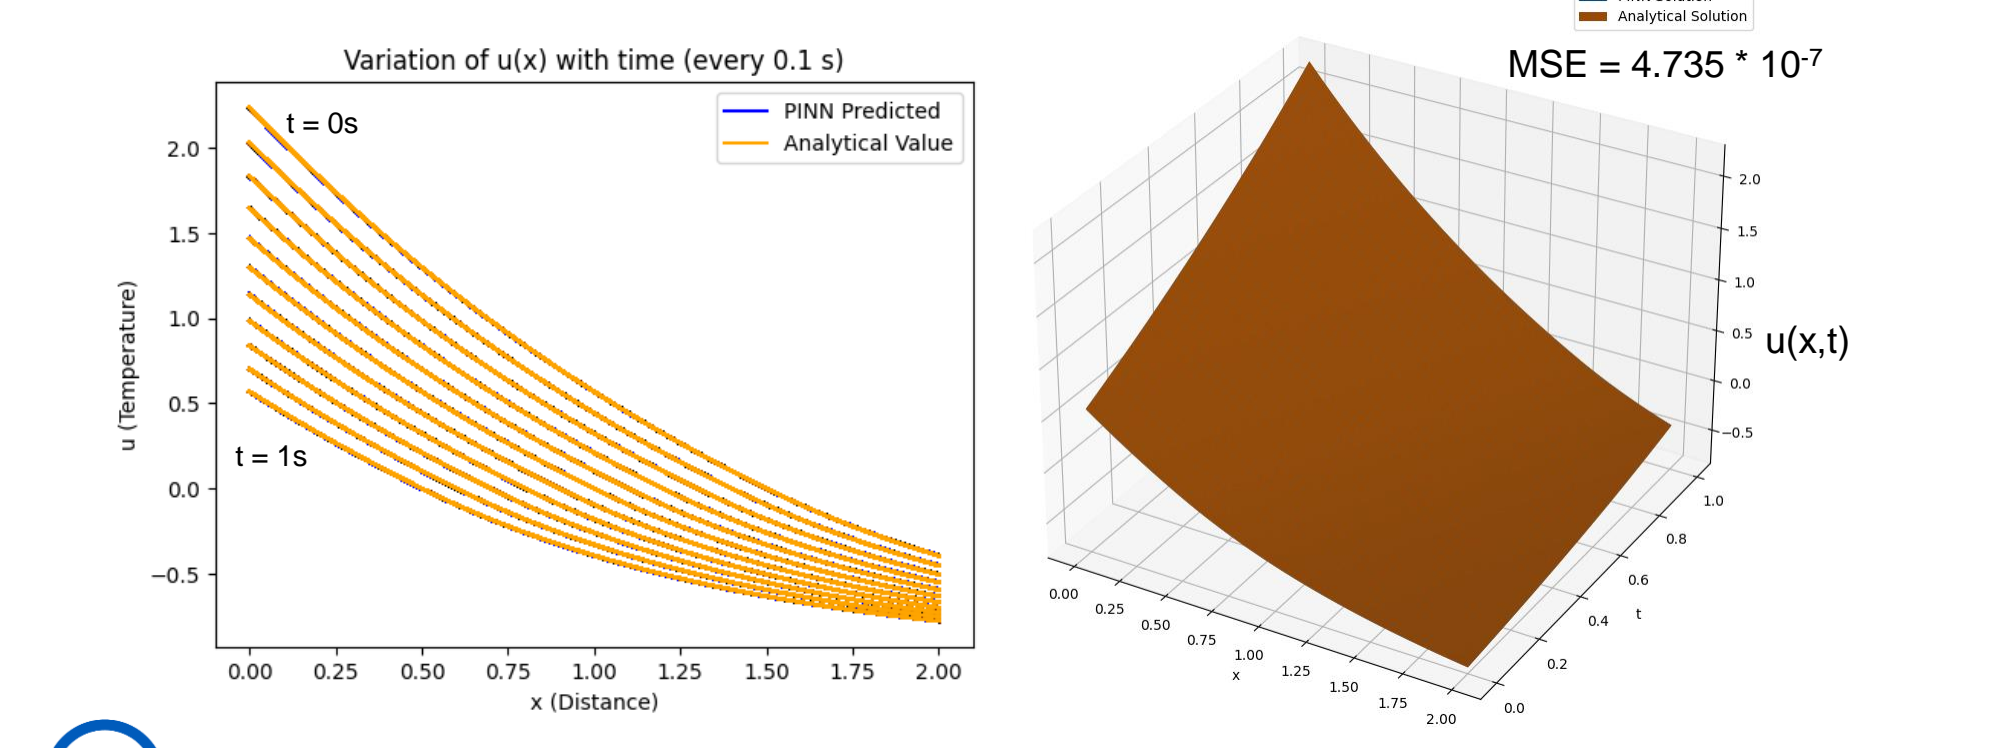 Variation of u(x) with time (every 0.1 s)
PINN Predicted
Analytical Value
t = 0s
t = 1s
2.0
1.5
1.0
0.5
0.0
−0.5
u (Temperature)
0.00 0.25 0.50 0.75 1.00 1.25 1.50 1.75 2.00
x (Distance)
PINN Solution
Analytical Solution
MSE = 4.735 * 10-7
2.0
1.5
1.0
0.5
0.0
−0.5
u(x,t)
0.00
0.25
0.50
0.75
1.00
1.25
1.50
1.75
2.00
x
0.0
0.2
0.4
0.6
0.8
1.0
t